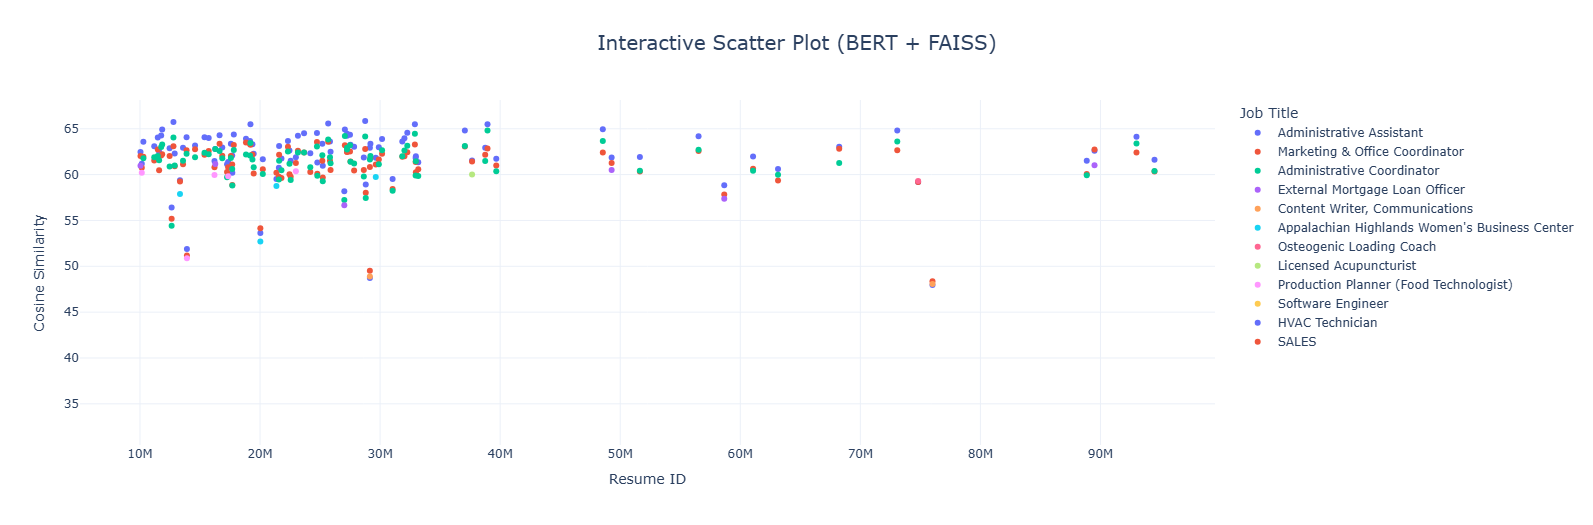 Interactive Scatter Plot (BERT + FAISS)
Cosine Similarity
65
60
55
50
45
40
35
10M 20M 30M 40M 50M 60M 70M 80M 90M
Resume ID
Job Title
Administrative Assistant
Marketing & Office Coordinator
Administrative Coordinator
External Mortgage Loan Officer
Content Writer, Communications
Appalachian Highlands Women's Business Center
Osteogenic Loading Coach
Licensed Acupuncturist
Production Planner (Food Technologist)
Software Engineer
HVAC Technician
SALES